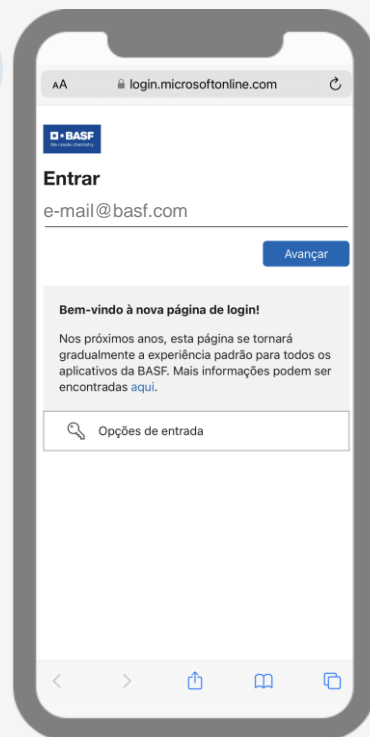 AA
login.microsoftonline.com
BASF
We create chemistry
Entrar
e-mail@basf.com
Avançar
Bem-vindo à nova página de login!
Nos próximos anos, esta página se tornará
gradualmente a experiência padrão para todos os
aplicativos da BASF. Mais informações podem ser
encontradas aqui.
Opções de entrada